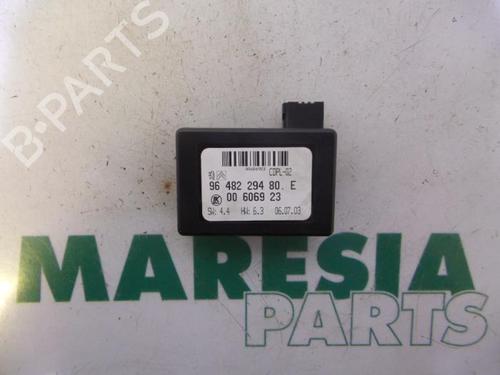 B-PARTS
CDPL-02
96 482 294 80. E
00 6069 23
SW: 4.4 HW: 6.3 06.07.03
MARESIA
PARTS